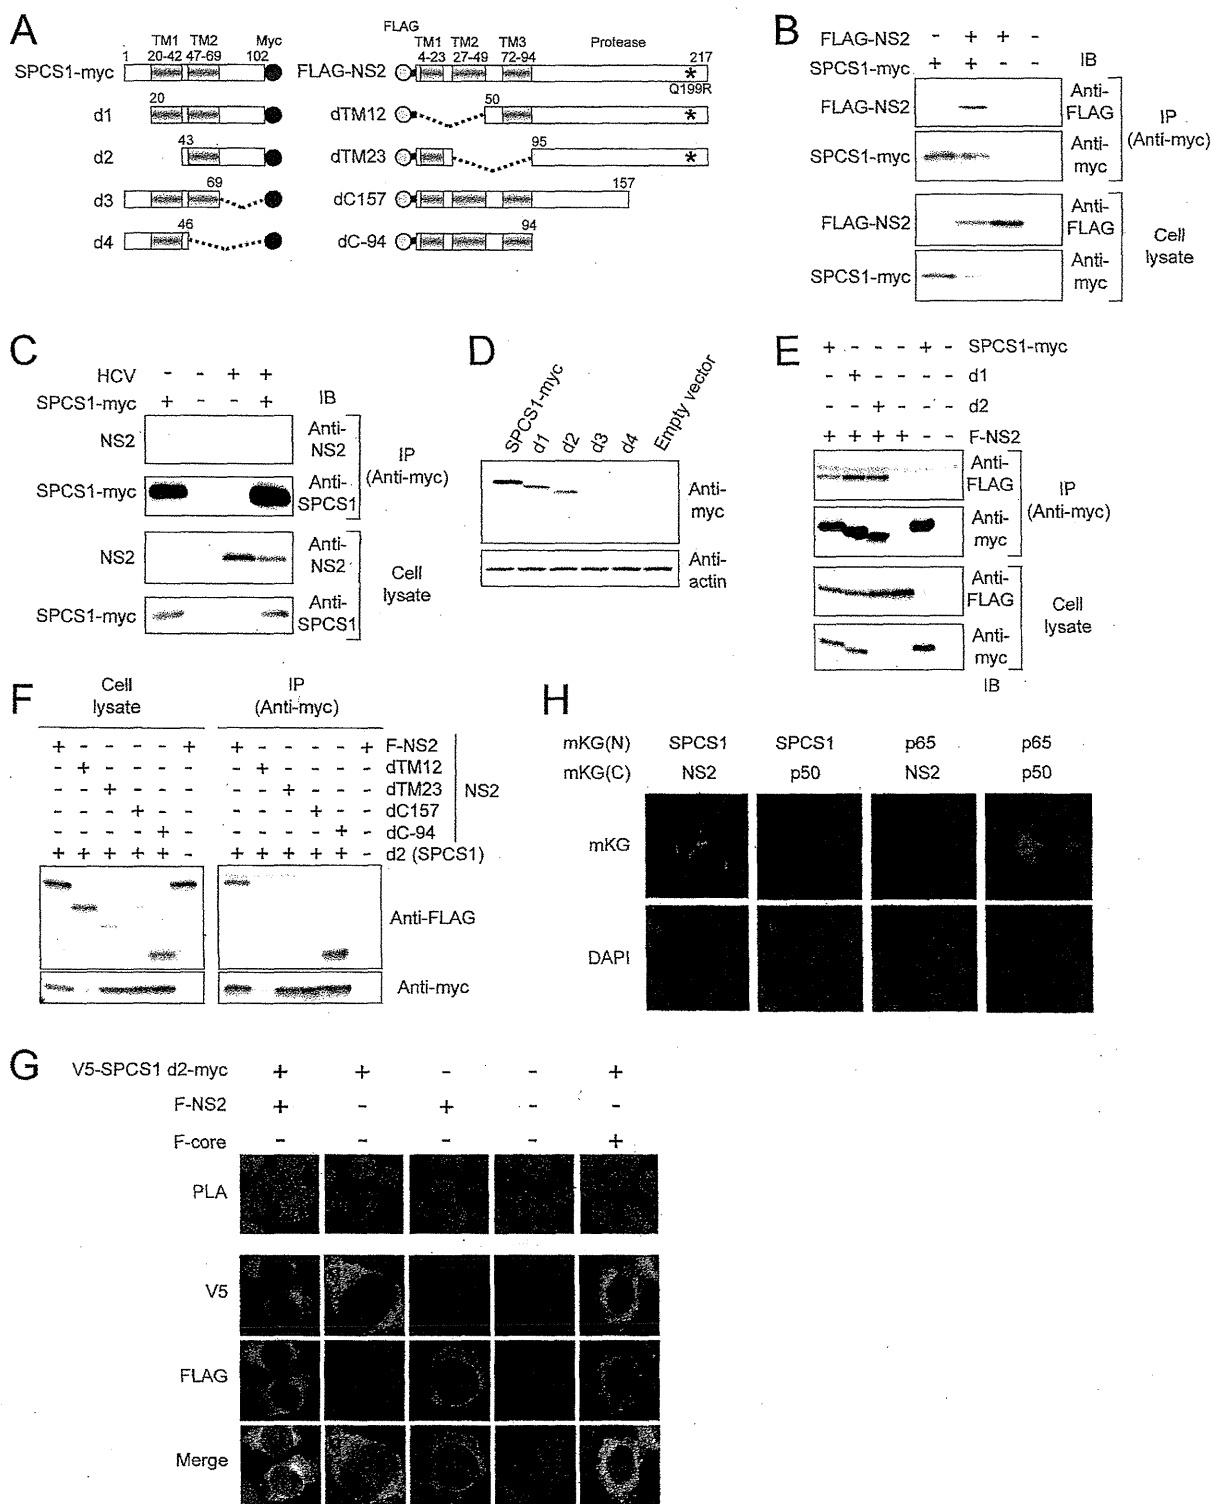 A
FLAG
TM1 TM2 Myc
1 20-42 47-69 102
SPCS1-myc
20
d1
43
d2
69
d3
46
d4
TM1 TM2 TM3 Protease
4-23 27-49 72-94 217
FLAG-NS2
*
Q199R
50
dTM12 *
95
dTM23 *
157
dC157
94
dC-94
B
FLAG-NS2 - + + -
SPCS1-myc + + - - IB
FLAG-NS2 Anti-FLAG
IP (Anti-myc)
SPCS1-myc Anti-myc
FLAG-NS2 Anti-FLAG
Cell lysate
SPCS1-myc Anti-myc
C
HCV - - + +
SPCS1-myc + - - + IB
NS2 Anti-NS2
IP (Anti-myc)
SPCS1-myc Anti-SPCS1
NS2 Anti-NS2
Cell lysate
SPCS1-myc Anti-SPCS1
D
SPCS1-myc d1 d2 d3 d4 Empty vector
Anti-myc
Anti-actin
E
+ - - - + - SPCS1-myc
- + - - - - d1
- - + - - - d2
+ + + + - - F-NS2
Anti-FLAG
IP (Anti-myc)
Anti-myc
Anti-FLAG
Cell lysate
Anti-myc
IB
F
Cell lysate IP (Anti-myc)
+ - - - - + + - - - - + F-NS2
- + - - - - - + - - - - dTM12
- - + - - - - - + - - - dTM23 NS2
- - - + - - - - - + - - dC157
- - - - + - - - - - + - dC-94
+ + + + + - + + + + + - d2 (SPCS1)
Anti-FLAG
Anti-myc
H
mKG(N) SPCS1 SPCS1 p65 p65
mKG(C) NS2 p50 NS2 p50
mKG
DAPI
G
V5-SPCS1 d2-myc + + - - +
F-NS2 + - + - -
F-core - - - - +
PLA
V5
FLAG
Merge